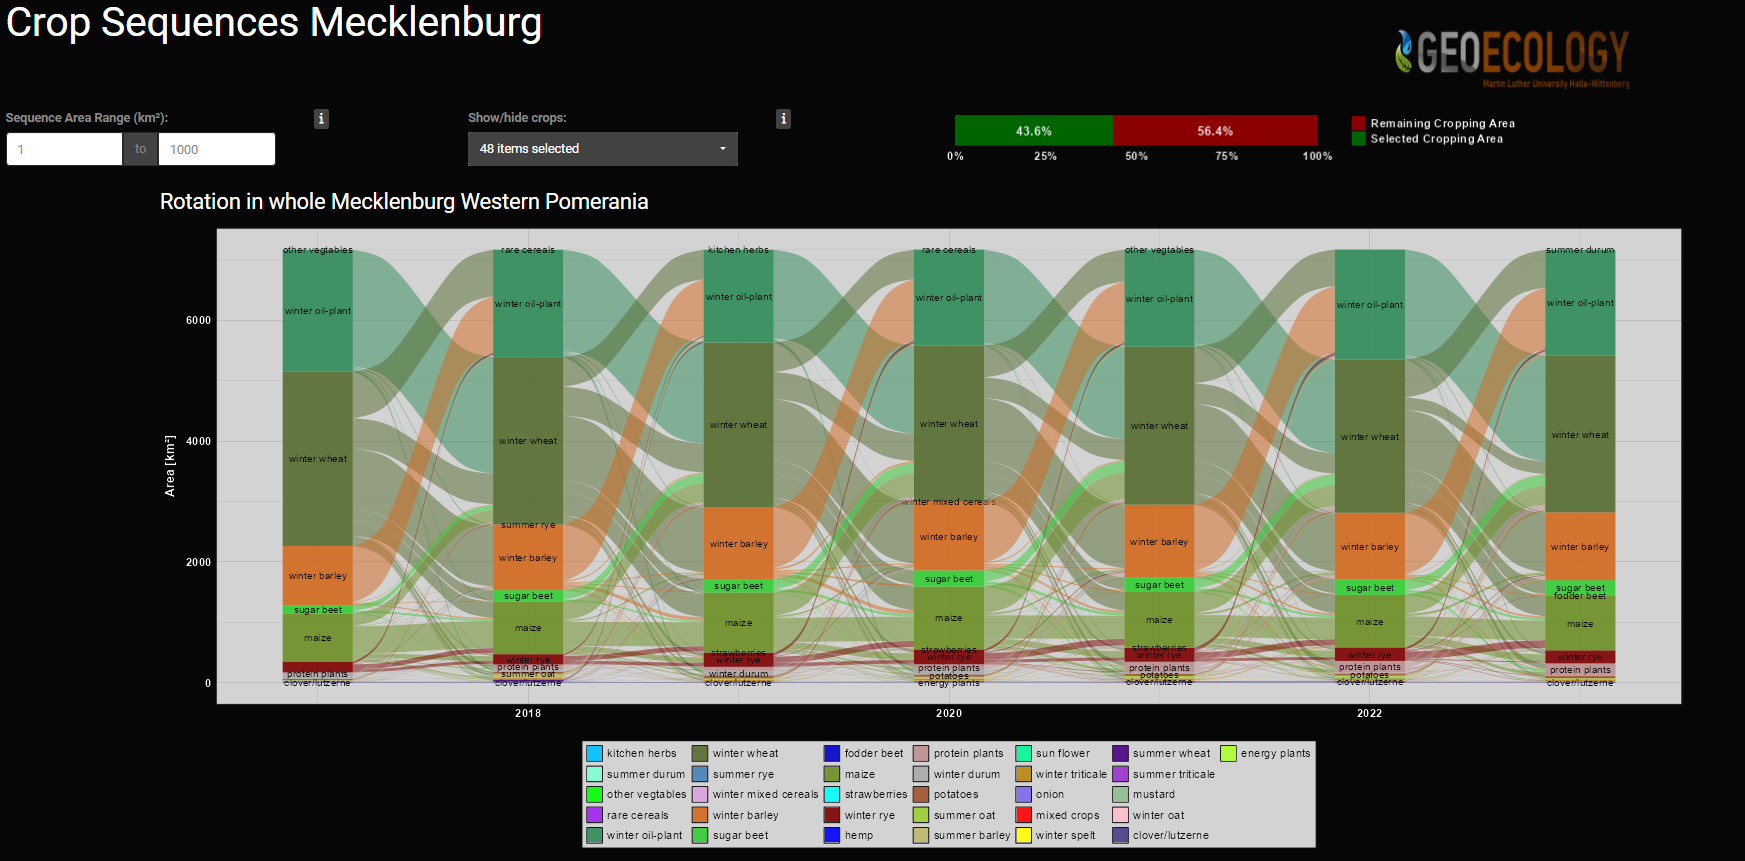 Crop Sequences Mecklenburg
GEOECOLOGY
Martin Luther University Halle-Wittenberg
Sequence Area Range (km²): i
1 to 1000
Show/hide crops: i
48 items selected
43.6% 56.4%
0% 25% 50% 75% 100%
Remaining Cropping Area
Selected Cropping Area
Rotation in whole Mecklenburg Western Pomerania
Area [km²]
6000
4000
2000
0
other vegtables
winter oil-plant
winter wheat
winter barley
sugar beet
maize
protein plants
clover/lutzerne
rare cereals
winter oil-plant
winter wheat
summer rye
winter barley
sugar beet
maize
winter rye
protein plants
summer oat
clover/lutzerne
kitchen herbs
winter oil-plant
winter wheat
winter barley
sugar beet
maize
strawberries
winter rye
winter durum
clover/lutzerne
rare cereals
winter oil-plant
winter wheat
winter mixed cereals
winter barley
sugar beet
maize
strawberries
winter rye
protein plants
potatoes
energy plants
other vegtables
winter oil-plant
winter wheat
winter barley
sugar beet
maize
strawberries
winter rye
protein plants
potatoes
clover/lutzerne
winter oil-plant
winter wheat
winter barley
sugar beet
maize
winter rye
protein plants
potatoes
clover/lutzerne
summer durum
winter oil-plant
winter wheat
winter barley
sugar beet
fodder beet
maize
winter rye
protein plants
clover/lutzerne
2018 2020 2022
kitchen herbs winter wheat fodder beet protein plants sun flower summer wheat energy plants
summer durum summer rye maize winter durum winter triticale summer triticale
other vegtables winter mixed cereals strawberries potatoes onion mustard
rare cereals winter barley winter rye summer oat mixed crops winter oat
winter oil-plant sugar beet hemp summer barley winter spelt clover/lutzerne